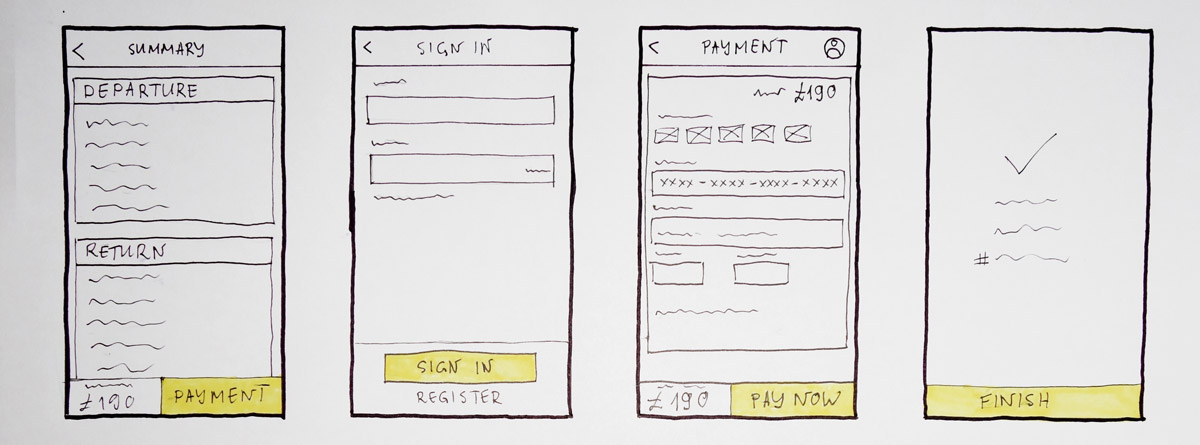 < SUMMARY
DEPARTURE
RETURN
£190
PAYMENT
< SIGN IN
SIGN IN
REGISTER
< PAYMENT
£190
XXXX-XXXX-XXXX-XXXX
£190
PAY NOW
#
FINISH